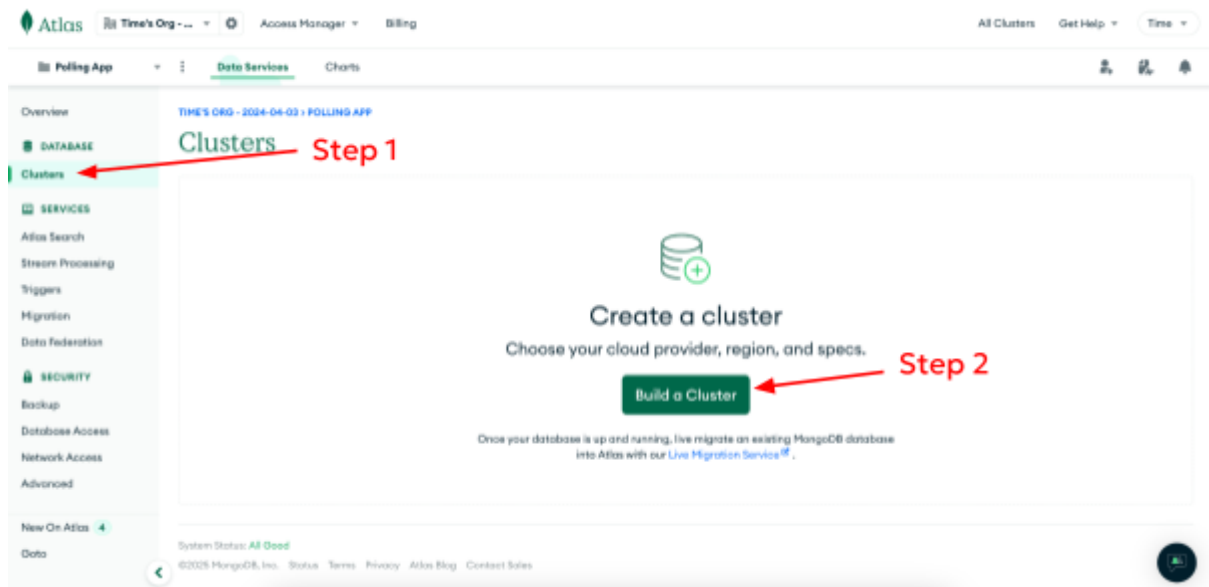 Atlas Time's Org - ... Access Manager Billing All Clusters Get Help Time
Polling App Data Services Charts
Overview
DATABASE
Clusters
SERVICES
Atlas Search
Stream Processing
Triggers
Migration
Data Federation
SECURITY
Backup
Database Access
Network Access
Advanced
New On Atlas 4
Goto
TIME'S ORG - 2024-04-03 > POLLING APP
Clusters
Step 1
Create a cluster
Choose your cloud provider, region, and specs.
Build a Cluster
Step 2
Once your database is up and running, live migrate an existing MongoDB database
into Atlas with our Live Migration Service .
System Status: All Good
©2025 MongoDB, Inc. Status Terms Privacy Atlas Blog Contact Sales